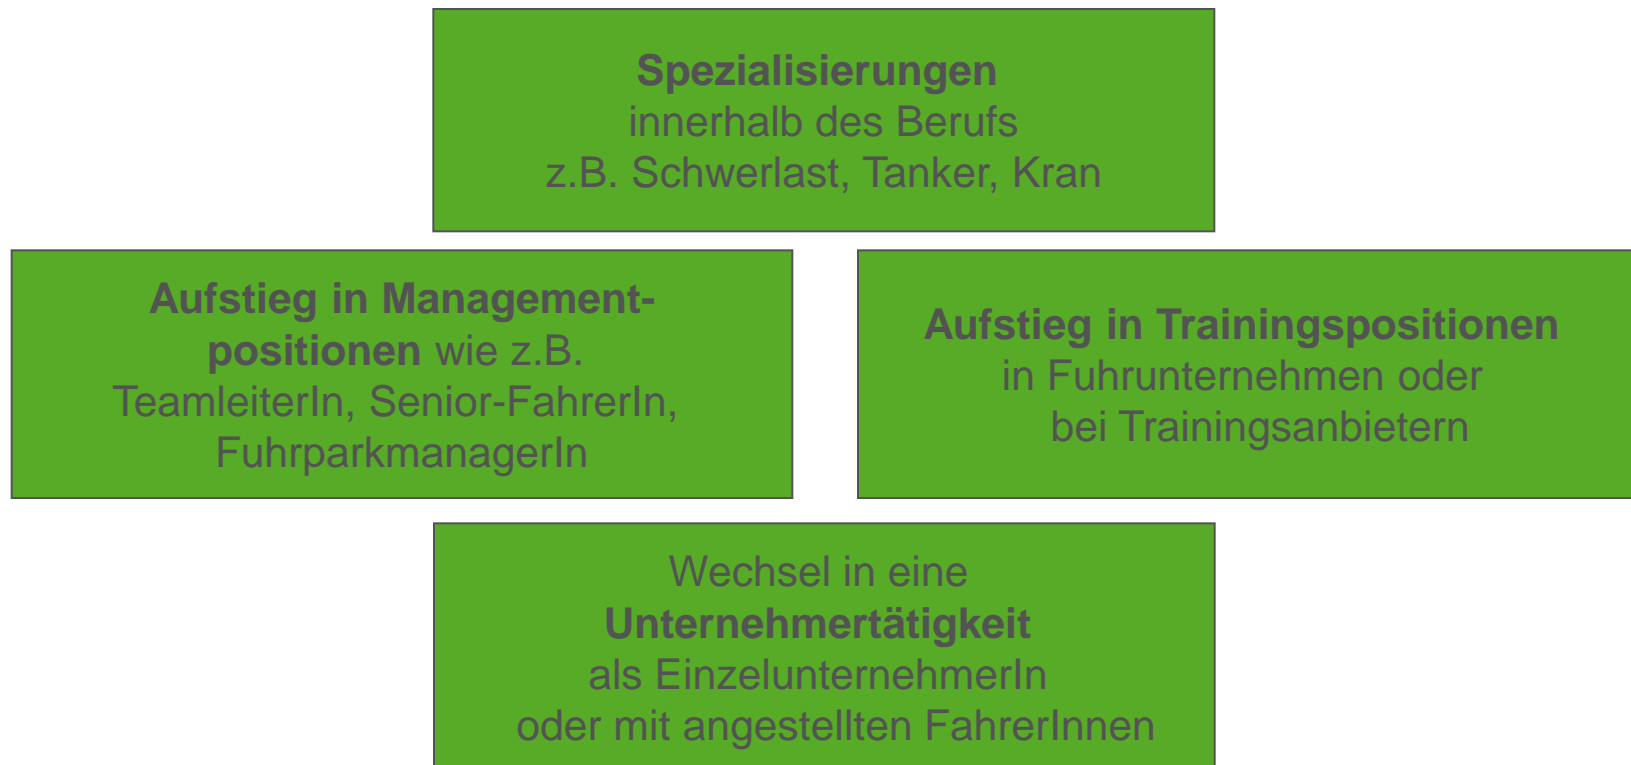 Spezialisierungen
innerhalb des Berufs
z.B. Schwerlast, Tanker, Kran
Aufstieg in Management-
positionen wie z.B.
TeamleiterIn, Senior-FahrerIn,
FuhrparkmanagerIn
Aufstieg in Trainingspositionen
in Fuhrunternehmen oder
bei Trainingsanbietern
Wechsel in eine
Unternehmertätigkeit
als EinzelunternehmerIn
oder mit angestellten FahrerInnen